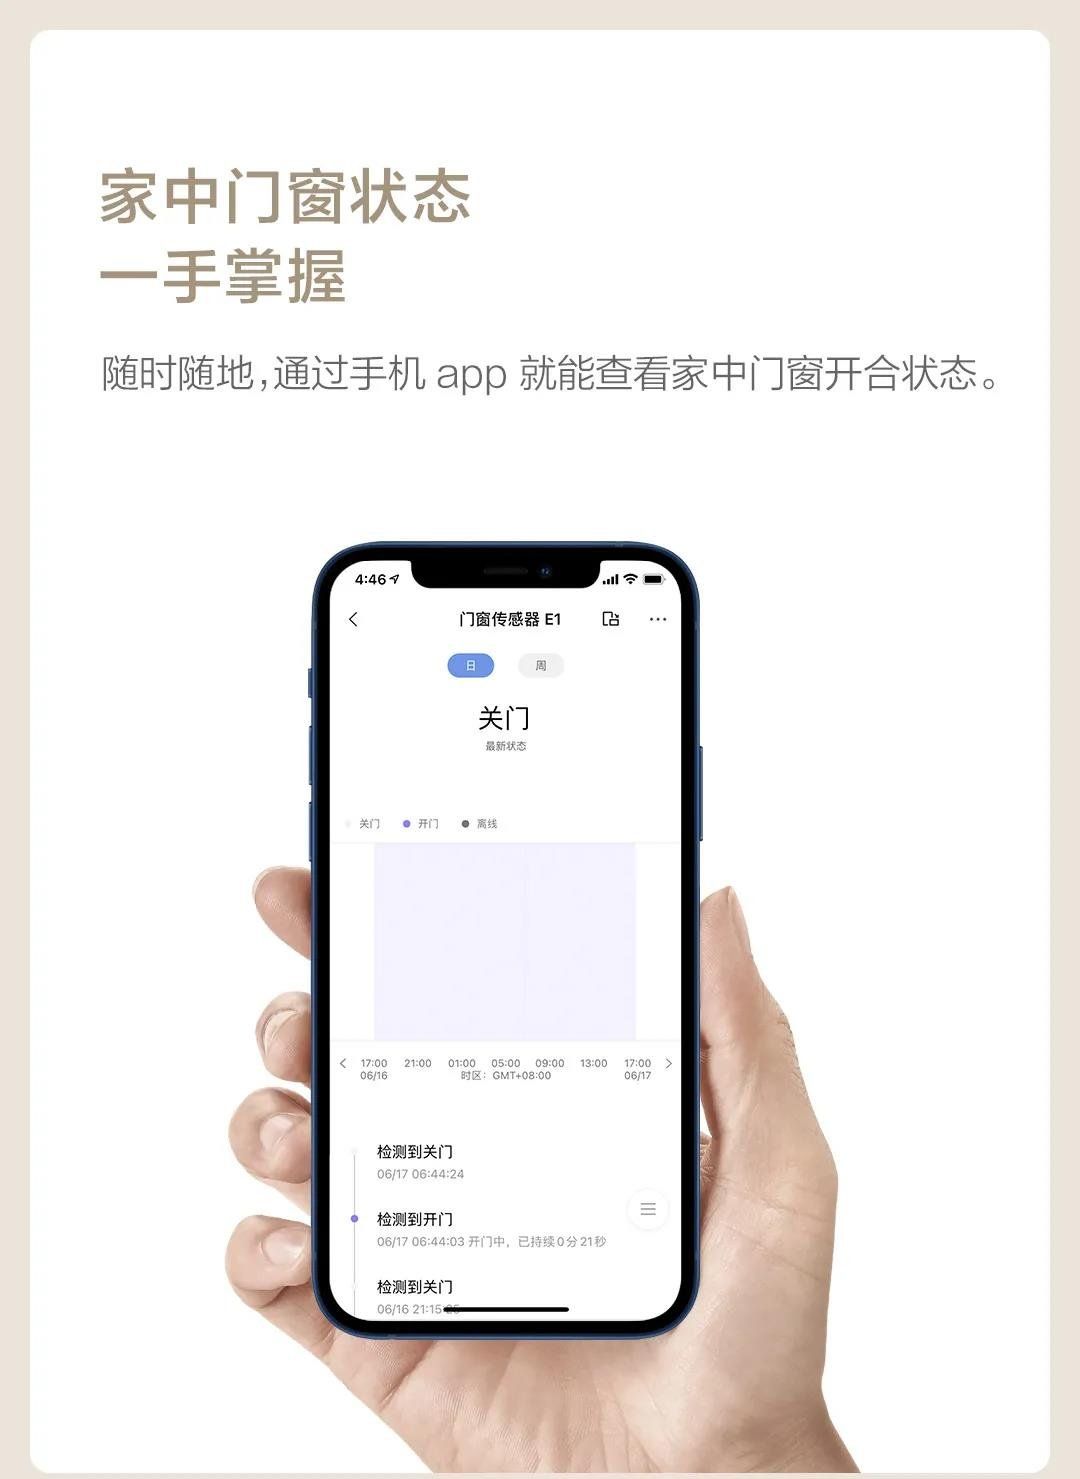 家中门窗状态
一手掌握
随时随地,通过手机 app 就能查看家中门窗开合状态。
4:46
门窗传感器 E1
日 周
关门
最新状态
关门 开门 离线
17:00 21:00 01:00 05:00 09:00 13:00 17:00
06/16 时区：GMT+08:00 06/17
检测到关门
06/17 06:44:24
检测到开门
06/17 06:44:03 开门中，已持续0分21秒
检测到关门
06/16 21:15:25